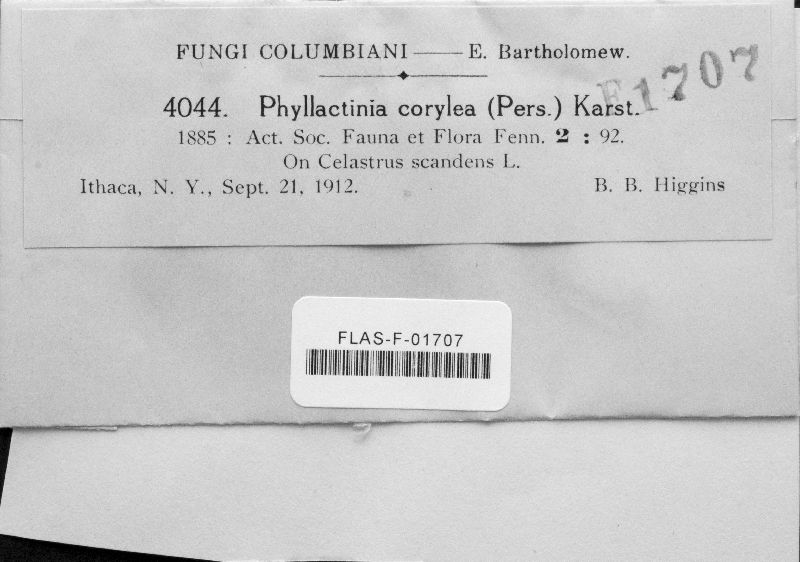 FUNGI COLUMBIANI — E. Bartholomew.
F1707
4044. Phyllactinia corylea (Pers.) Karst.
1885 : Act. Soc. Fauna et Flora Fenn. 2 : 92.
On Celastrus scandens L.
Ithaca, N. Y., Sept. 21, 1912. B. B. Higgins
FLAS-F-01707